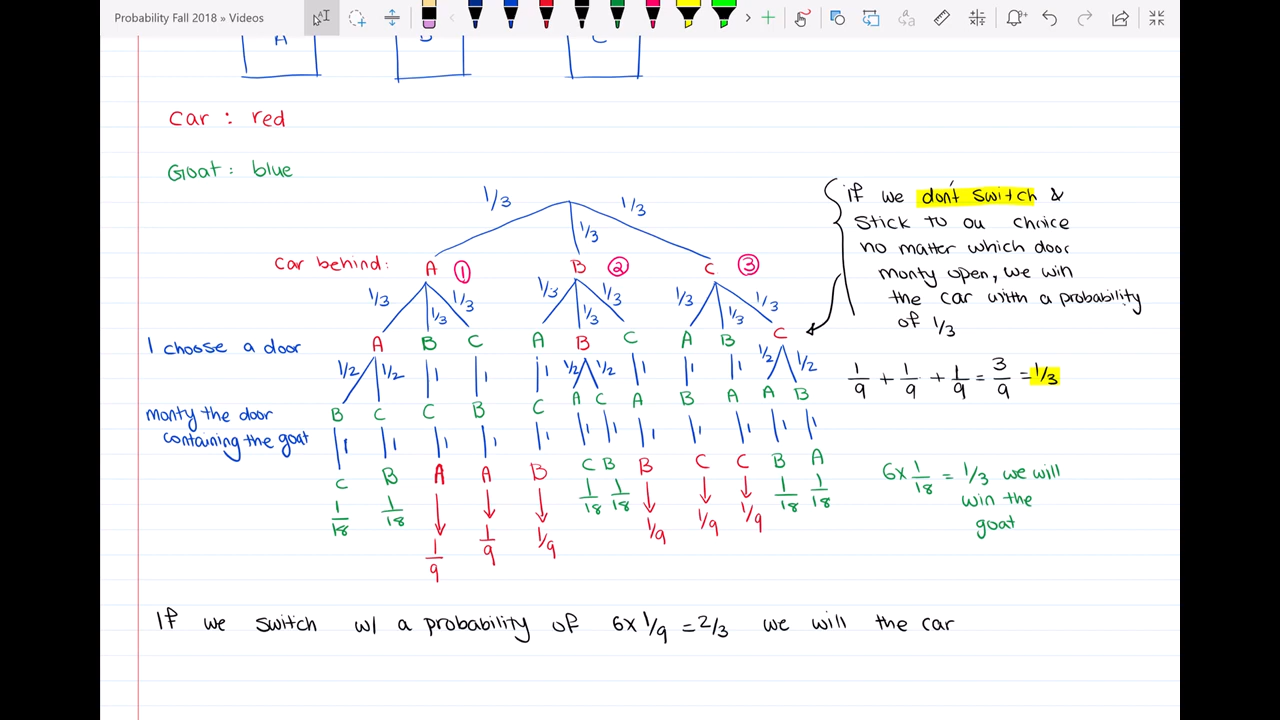 Probability Fall 2018 » Videos
A B C
Car : red
Goat : blue
1/3 1/3 1/3
Car behind: A ① B ② C ③
1/3 1/3 1/3 1/3 1/3 1/3 1/3 1/3 1/3
I choose a door A B C A B C A B C
1/2 1/2 1 1 1 1/2 1/2 1 1 1 1/2 1/2
monty the door
containing the goat
B C C B C A C A B A A B
1 1 1 1 1 1 1 1 1 1 1 1
C B A A B C B B C C B A
1/18 1/18 1/9 1/9 1/9 1/18 1/18 1/9 1/9 1/9 1/18 1/18
If we don't switch &
stick to ou choice
no matter which door
monty open, we win
the car with a probability
of 1/3
1/9 + 1/9 + 1/9 = 3/9 = 1/3
6 x 1/18 = 1/3 we will
win the
goat
If we switch w/ a probability of 6 x 1/9 = 2/3 we will the car